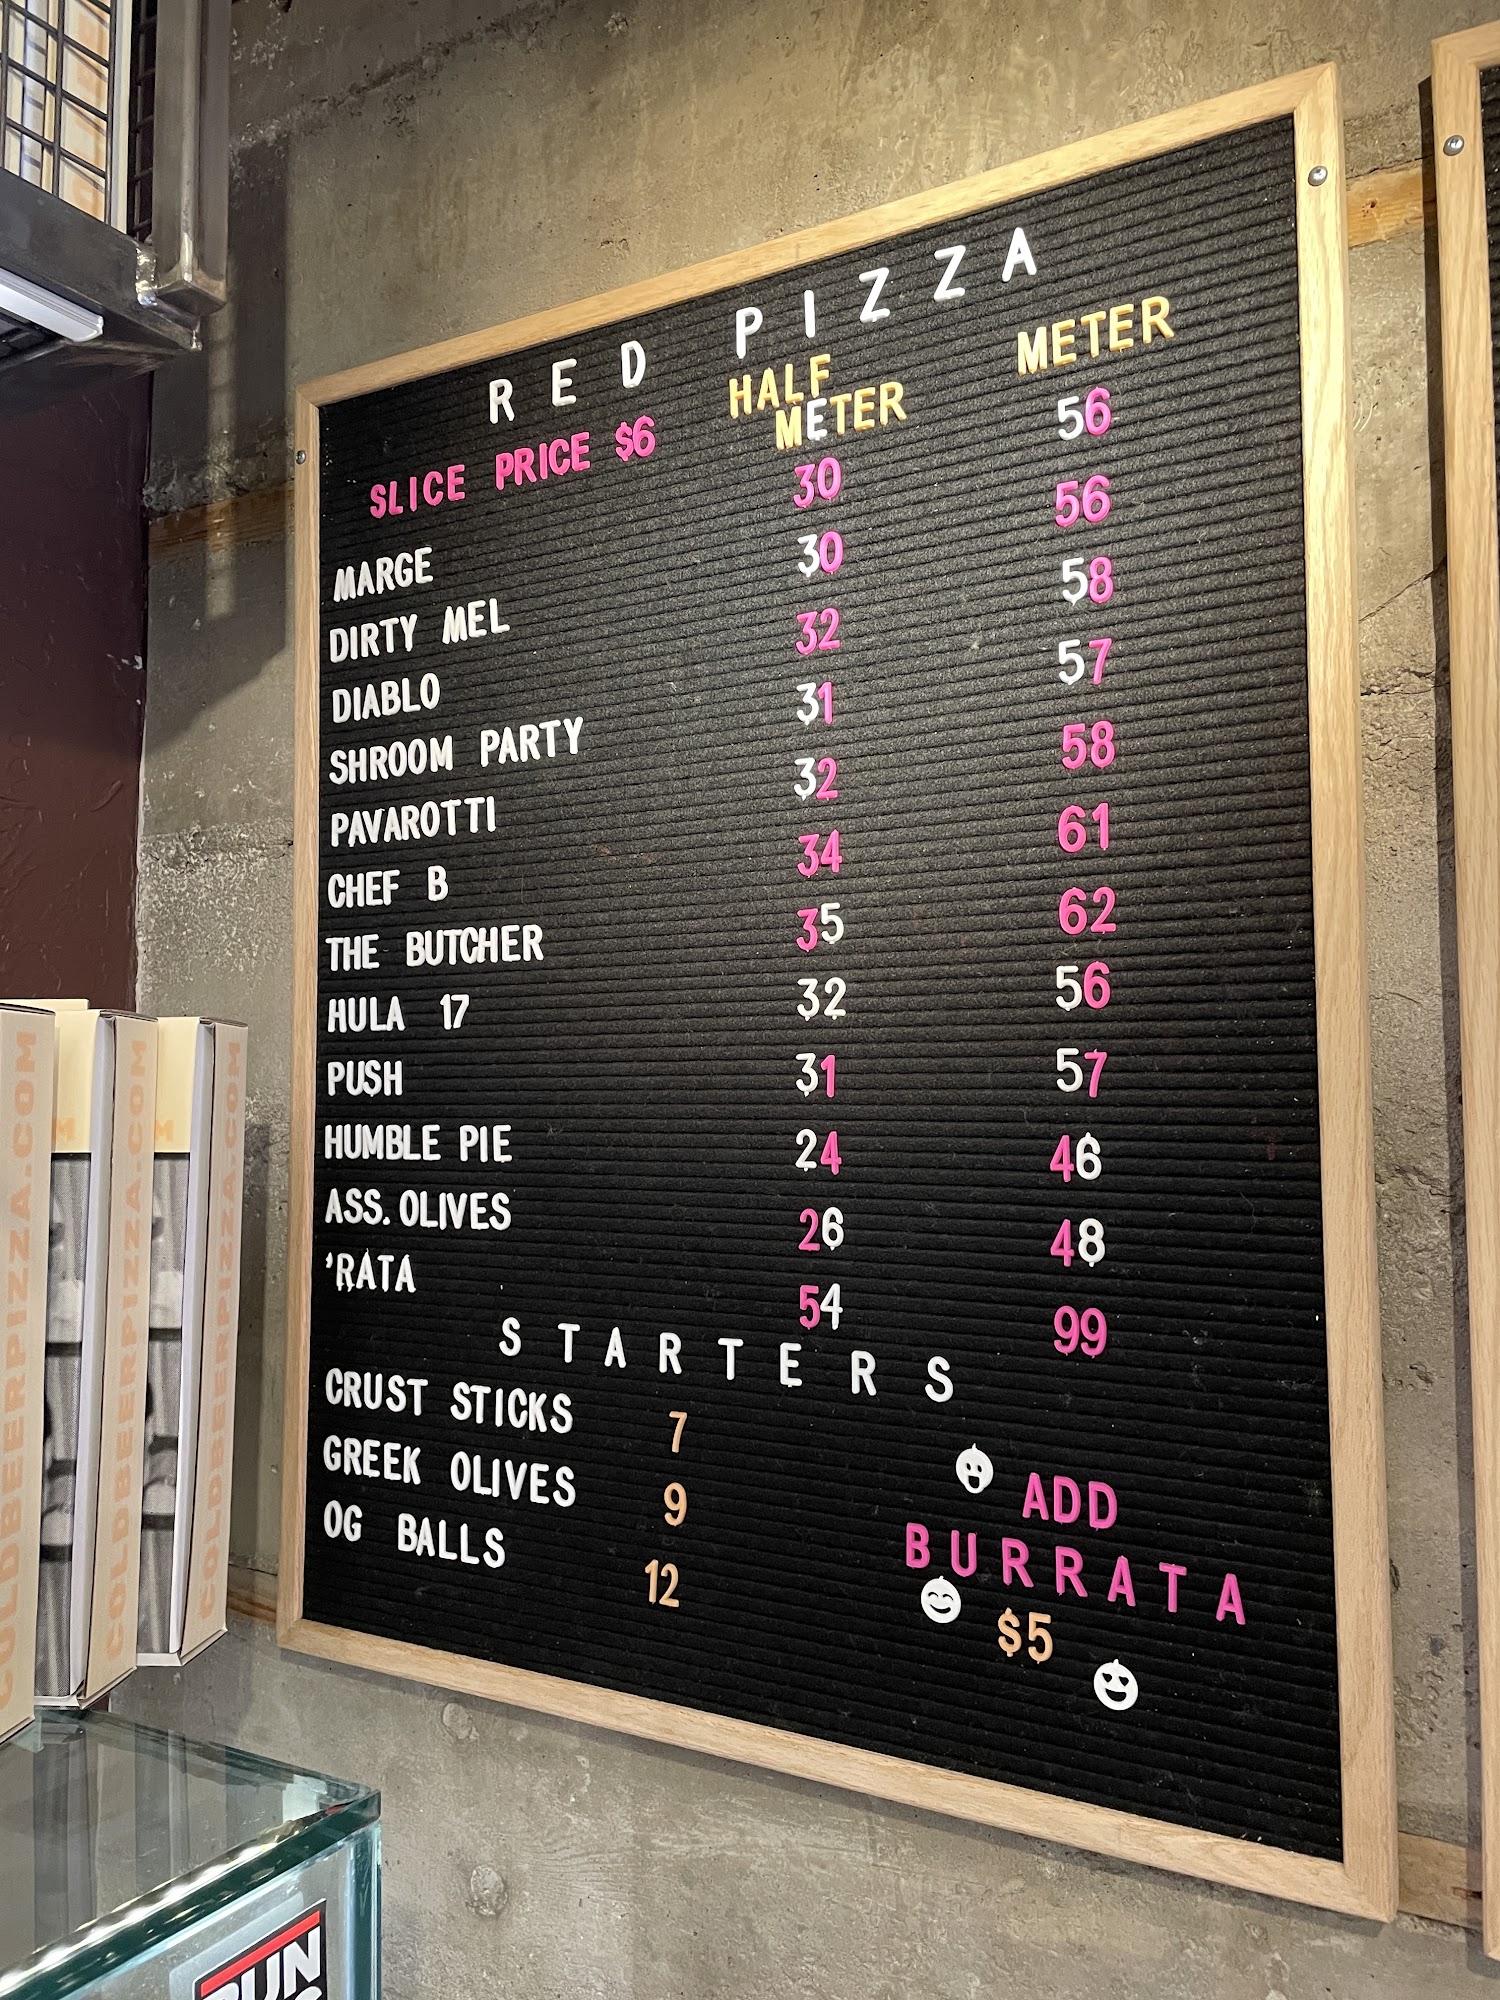 RED PIZZA
SLICE PRICE $6 HALF METER METER
MARGE 30 56
DIRTY MEL 30 56
DIABLO 32 58
SHROOM PARTY 31 57
PAVAROTTI 32 58
CHEF B 34 61
THE BUTCHER 35 62
HULA 17 32 56
PUSH 31 57
HUMBLE PIE 24 46
ASS. OLIVES 26 48
'RATA 54 99
STARTERS
CRUST STICKS 7
GREEK OLIVES 9
OG BALLS 12
ADD
BURRATA
$5
COLDBEERPIZZA.COM
COLDBEERPIZZA.COM
COLDBEERPIZZA.COM
RUN